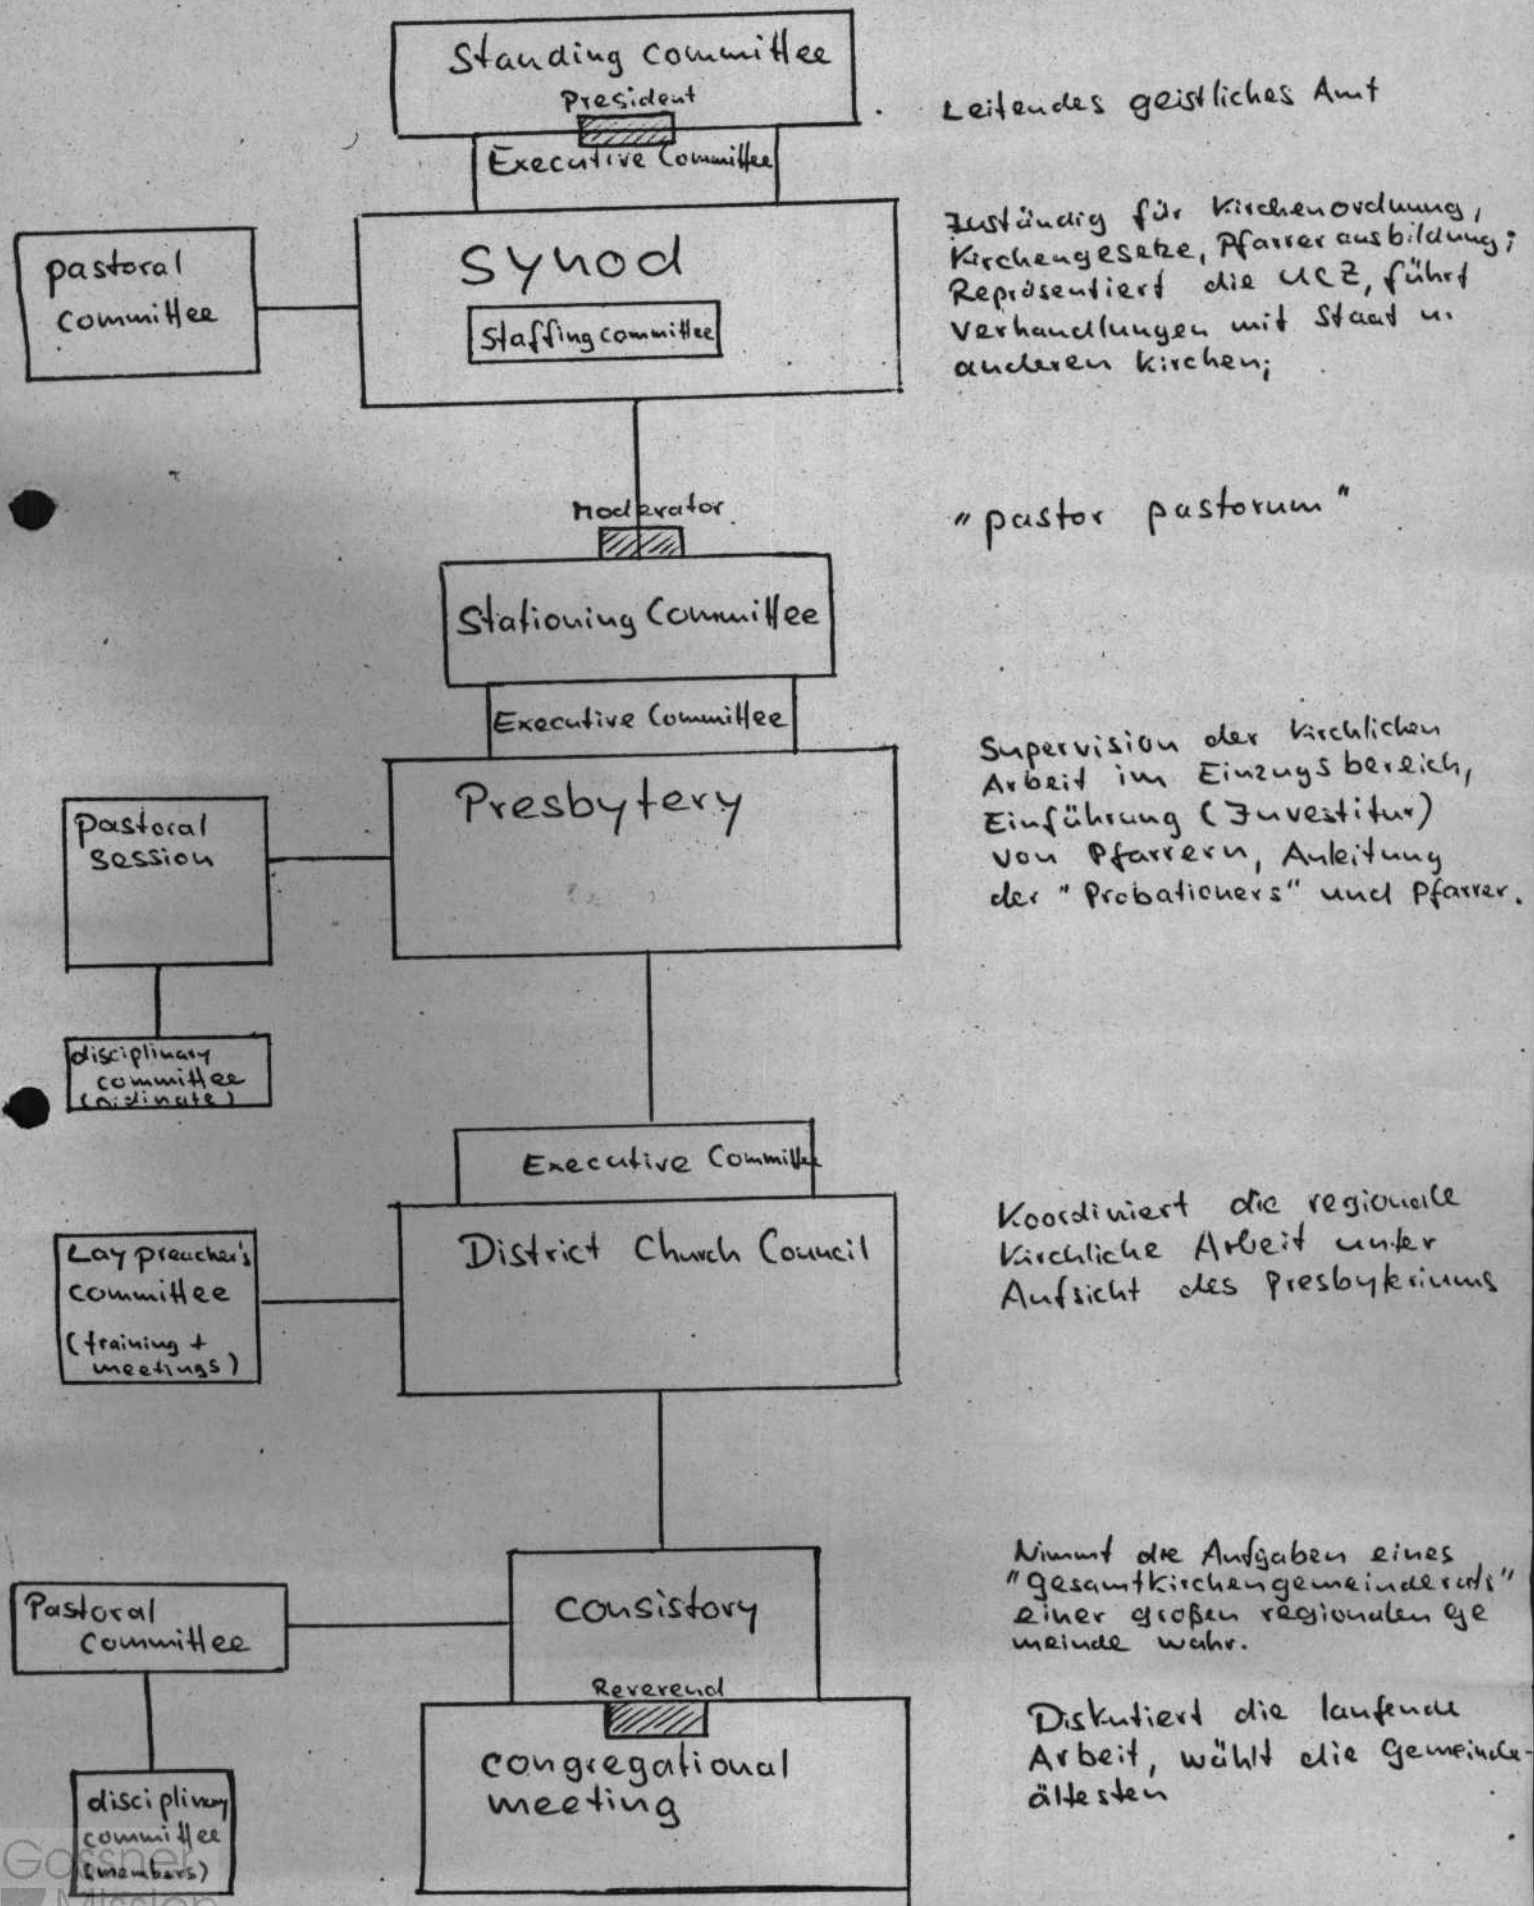 Standing Committee
President
Leitendes geistliches Amt
Executive Committee
pastoral
committee
Synod
Staffing committee
Zuständig für Kirchenordnung,
Kirchengesetze, Pfarrerausbildung;
Repräsentiert die UCZ, führt
Verhandlungen mit Staat u.
anderen Kirchen;
Moderator
"pastor pastorum"
Stationing Committee
Executive Committee
Pastoral
session
Presbytery
Supervision der kirchlichen
Arbeit im Einzugsbereich,
Einführung (Investitur)
von Pfarrern, Anleitung
der "Probationers" und Pfarrer.
disciplinary
committee
Executive Committee
Lay preacher's
committee
(training +
meetings)
District Church Council
Koordiniert die regionale
kirchliche Arbeit unter
Aufsicht des Presbyteriums
Pastoral
Committee
Consistory
Nimmt die Aufgaben eines
"Gesamtkirchengemeinderats"
einer großen regionalen Ge
meinde wahr.
Reverend
congregational
meeting
Diskutiert die laufende
Arbeit, wählt die Gemeinde-
ältesten
disciplinary
committee
(members)
Gossner
Mission